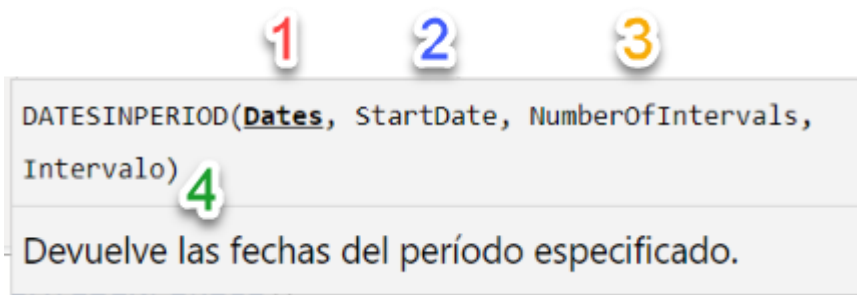 1 2 3
DATESINPERIOD(Dates, StartDate, NumberOfIntervals,
Intervalo)
4
Devuelve las fechas del período especificado.